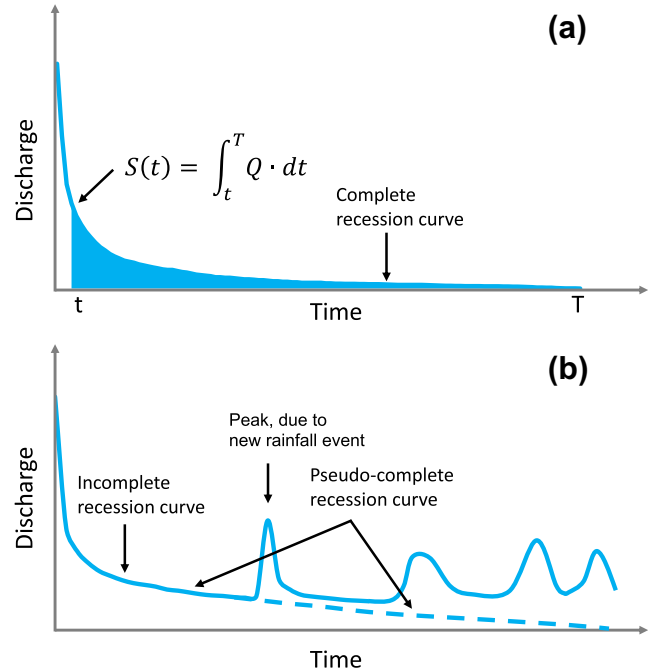 (a)
Discharge
S(t) = ∫_t^T Q · dt
Complete
recession curve
t
Time
T
(b)
Discharge
Peak, due to
new rainfall event
Incomplete
recession curve
Pseudo-complete
recession curve
Time